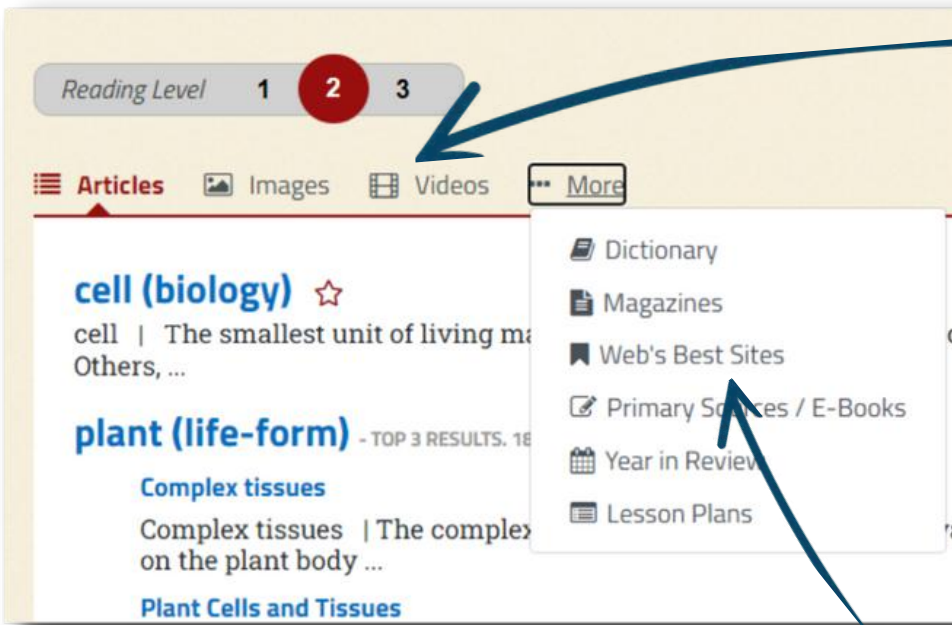 Reading Level 1 2 3
Articles Images Videos ... More
Dictionary
Magazines
Web's Best Sites
Primary Sources / E-Books
Year in Review
Lesson Plans
cell (biology)
cell | The smallest unit of living
Others, ...
plant (life-form) - TOP 3 RESULTS.
Complex tissues
Complex tissues | The complex
on the plant body ...
Plant Cells and Tissues